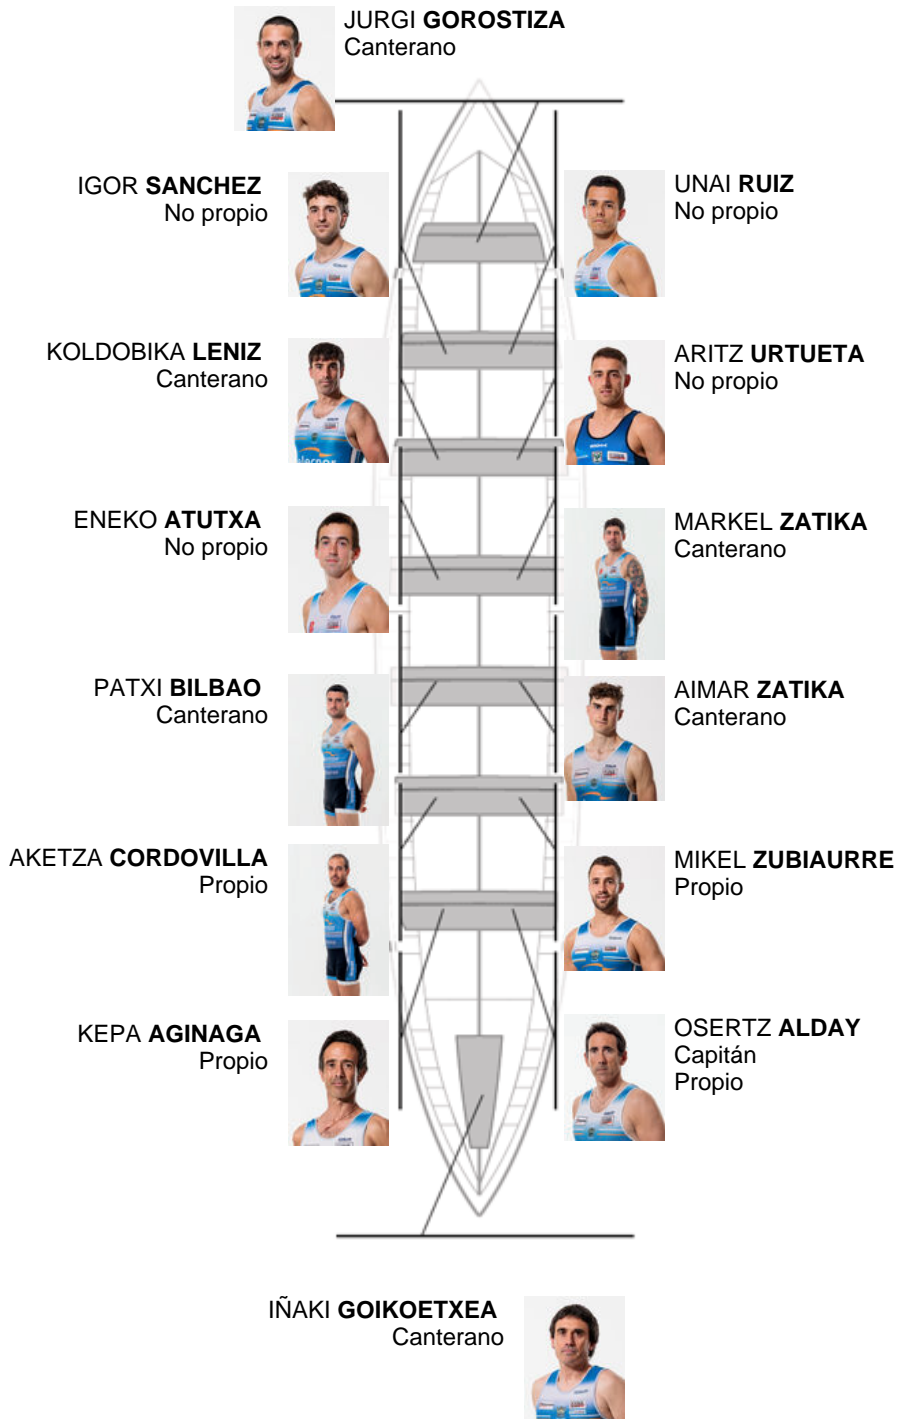 JURGI GOROSTIZA
Canterano
IGOR SANCHEZ
No propio
UNAI RUIZ
No propio
KOLDOBIKA LENIZ
Canterano
ARITZ URTUETA
No propio
ENEKO ATUTXA
No propio
MARKEL ZATIKA
Canterano
PATXI BILBAO
Canterano
AIMAR ZATIKA
Canterano
AKETZA CORDOVILLA
Propio
MIKEL ZUBIAURRE
Propio
KEPA AGINAGA
Propio
OSERTZ ALDAY
Capitán
Propio
IÑAKI GOIKOETXEA
Canterano